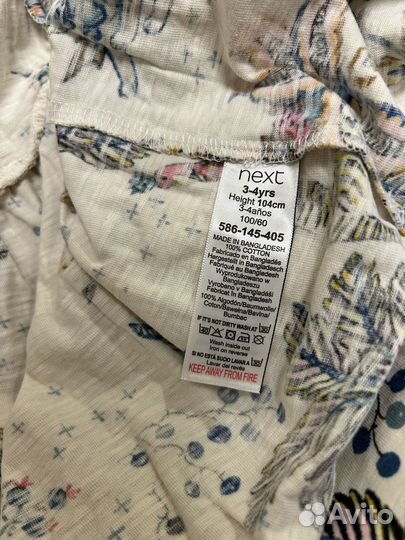 next
3-4yrs
Height 104cm
3-4años
100/60
586-145-405
MADE IN BANGLADESH
100% COTTON
Fabricado en Bangladés
Hergestellt in Bangladesch
Fabriqué au Bangladesh
Wyprodukowano w
Bangladeszu
Vyrobeno v Bangladéši
Fabricat în Bangladesh
100% Algodón/Baumwolle/
Coton/Bawełna/Bavlna/
Bumbac
IF IT'S NOT DIRTY WASH AT
Wash inside out
Iron on reverse
SI NO ESTÁ SUCIO LAVAR A
Lavar del revés
KEEP AWAY FROM FIRE
Avito